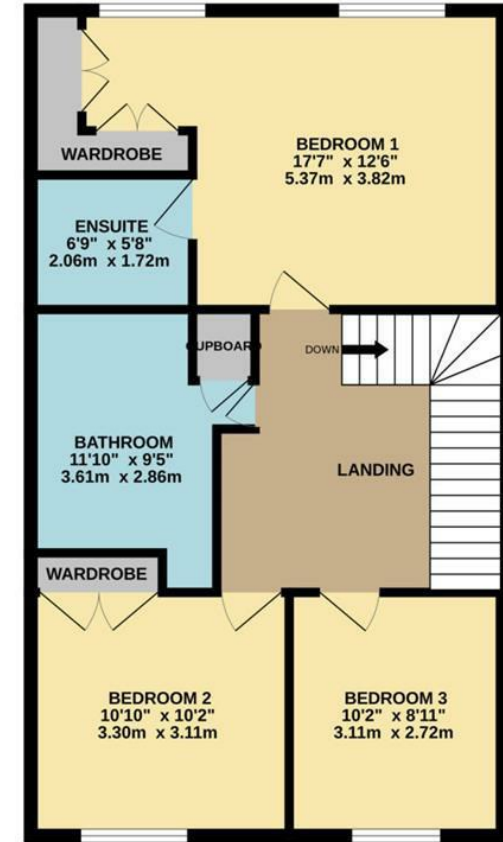 WARDROBE
BEDROOM 1
17'7" x 12'6"
5.37m x 3.82m
ENSUITE
6'9" x 5'8"
2.06m x 1.72m
CUPBOARD
DOWN
BATHROOM
11'10" x 9'5"
3.61m x 2.86m
LANDING
WARDROBE
BEDROOM 2
10'10" x 10'2"
3.30m x 3.11m
BEDROOM 3
10'2" x 8'11"
3.11m x 2.72m